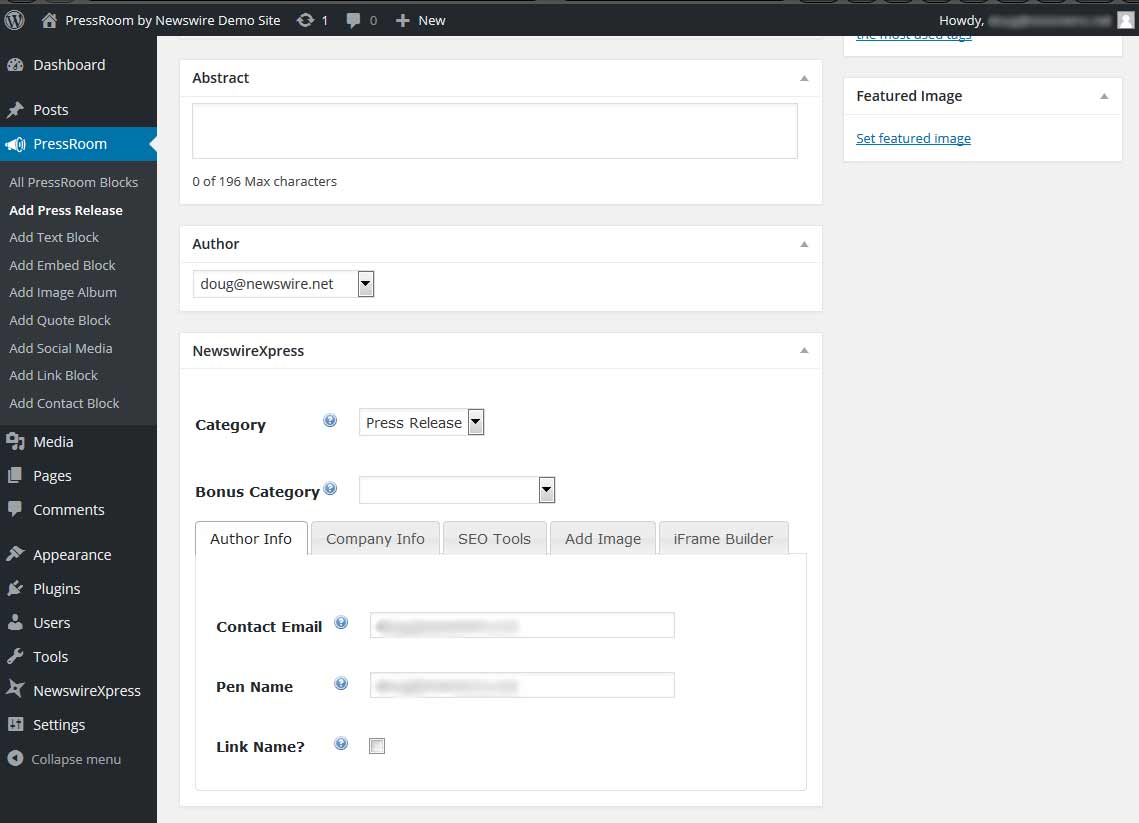 PressRoom by Newswire Demo Site 1 0 New Howdy,
Dashboard
Posts
PressRoom
All PressRoom Blocks
Add Press Release
Add Text Block
Add Embed Block
Add Image Album
Add Quote Block
Add Social Media
Add Link Block
Add Contact Block
Media
Pages
Comments
Appearance
Plugins
Users
Tools
NewswireXpress
Settings
Collapse menu
Abstract
0 of 196 Max characters
Author
doug@newswire.net
NewswireXpress
Category ? Press Release
Bonus Category ?
Author Info Company Info SEO Tools Add Image iFrame Builder
Contact Email ?
Pen Name ?
Link Name? ?
the most used tags
Featured Image
Set featured image